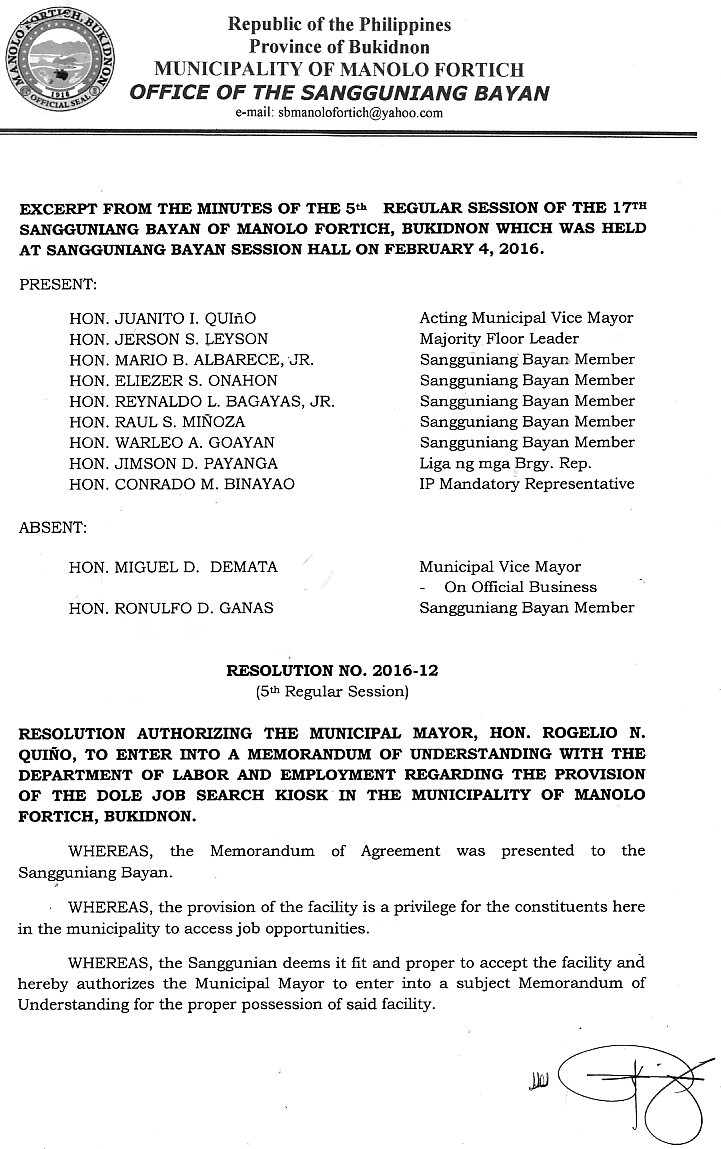 MANOLO FORTICH, BUKIDNON
1916
OFFICIAL SEAL
Republic of the Philippines
Province of Bukidnon
MUNICIPALITY OF MANOLO FORTICH
OFFICE OF THE SANGGUNIANG BAYAN
e-mail: sbmanolofortich@yahoo.com
EXCERPT FROM THE MINUTES OF THE 5th REGULAR SESSION OF THE 17TH
SANGGUNIANG BAYAN OF MANOLO FORTICH, BUKIDNON WHICH WAS HELD
AT SANGGUNIANG BAYAN SESSION HALL ON FEBRUARY 4, 2016.
PRESENT:
HON. JUANITO I. QUIñO Acting Municipal Vice Mayor
HON. JERSON S. LEYSON Majority Floor Leader
HON. MARIO B. ALBARECE, JR. Sangguniang Bayan Member
HON. ELIEZER S. ONAHON Sangguniang Bayan Member
HON. REYNALDO L. BAGAYAS, JR. Sangguniang Bayan Member
HON. RAUL S. MIÑOZA Sangguniang Bayan Member
HON. WARLEO A. GOAYAN Sangguniang Bayan Member
HON. JIMSON D. PAYANGA Liga ng mga Brgy. Rep.
HON. CONRADO M. BINAYAO IP Mandatory Representative
ABSENT:
HON. MIGUEL D. DEMATA Municipal Vice Mayor
- On Official Business
HON. RONULFO D. GANAS Sangguniang Bayan Member
RESOLUTION NO. 2016-12
(5th Regular Session)
RESOLUTION AUTHORIZING THE MUNICIPAL MAYOR, HON. ROGELIO N.
QUIÑO, TO ENTER INTO A MEMORANDUM OF UNDERSTANDING WITH THE
DEPARTMENT OF LABOR AND EMPLOYMENT REGARDING THE PROVISION
OF THE DOLE JOB SEARCH KIOSK IN THE MUNICIPALITY OF MANOLO
FORTICH, BUKIDNON.
WHEREAS, the Memorandum of Agreement was presented to the
Sangguniang Bayan.
WHEREAS, the provision of the facility is a privilege for the constituents here
in the municipality to access job opportunities.
WHEREAS, the Sanggunian deems it fit and proper to accept the facility and
hereby authorizes the Municipal Mayor to enter into a subject Memorandum of
Understanding for the proper possession of said facility.